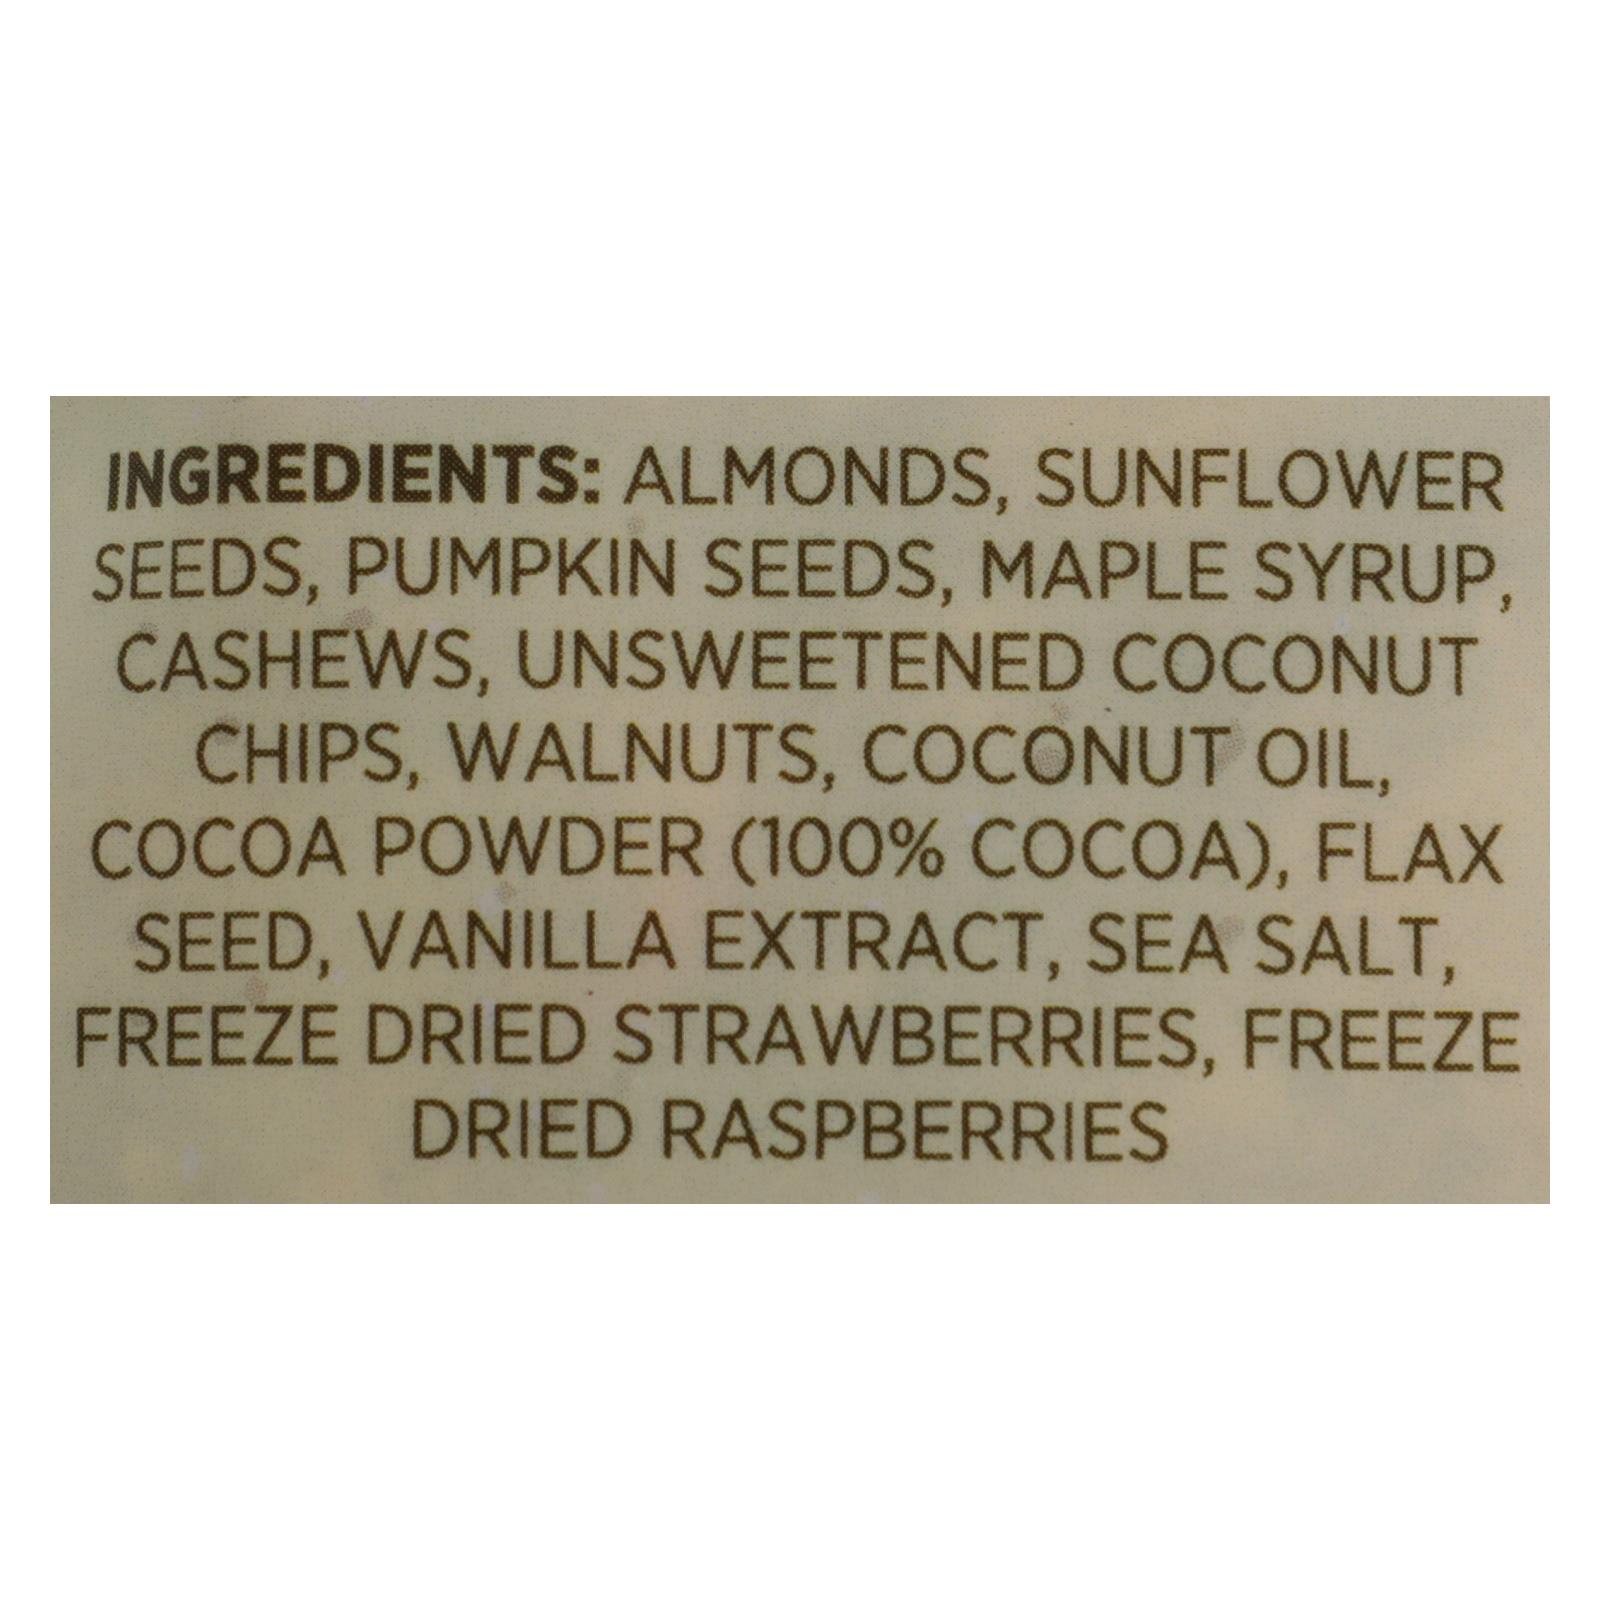 INGREDIENTS: ALMONDS, SUNFLOWER
SEEDS, PUMPKIN SEEDS, MAPLE SYRUP,
CASHEWS, UNSWEETENED COCONUT
CHIPS, WALNUTS, COCONUT OIL,
COCOA POWDER (100% COCOA), FLAX
SEED, VANILLA EXTRACT, SEA SALT,
FREEZE DRIED STRAWBERRIES, FREEZE
DRIED RASPBERRIES